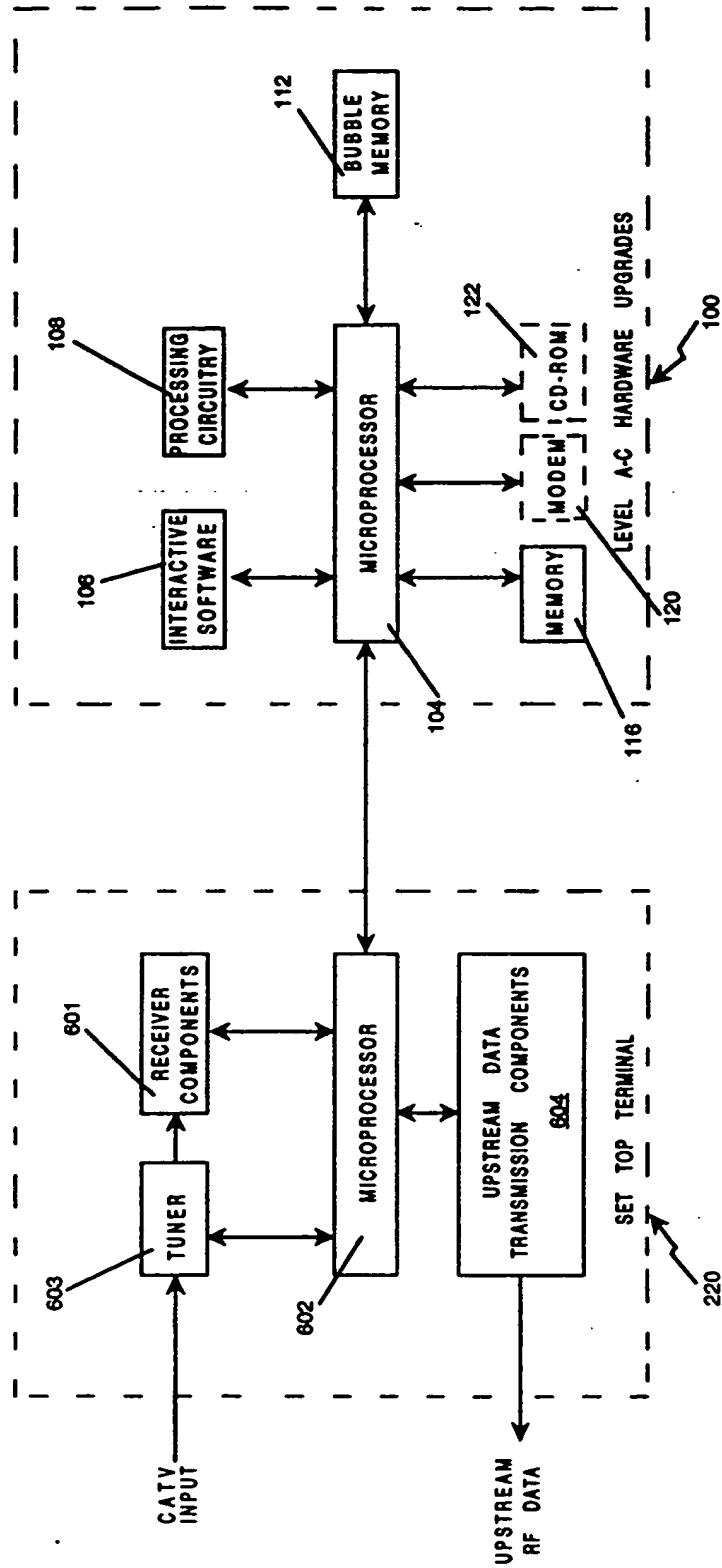 CATV
INPUT
603
TUNER
601
RECEIVER
COMPONENTS
602
MICROPROCESSOR
UPSTREAM DATA
TRANSMISSION COMPONENTS
604
UPSTREAM
RF DATA
SET TOP TERMINAL
220
106
INTERACTIVE
SOFTWARE
108
PROCESSING
CIRCUITRY
MICROPROCESSOR
104
112
BUBBLE
MEMORY
MEMORY
116
MODEM
120
CD-ROM
122
LEVEL A-C HARDWARE UPGRADES
100